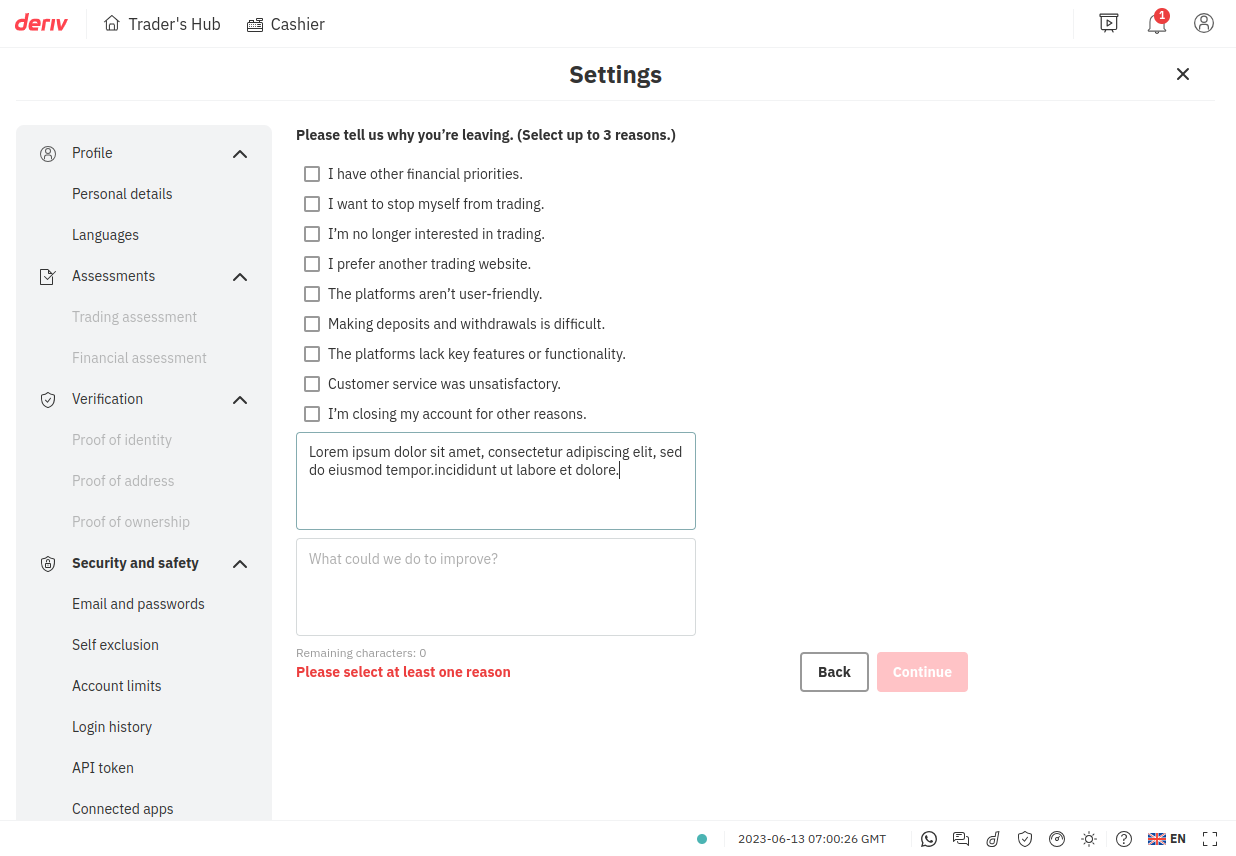 deriv
Trader's Hub
Cashier
1
Settings
Profile
Personal details
Languages
Assessments
Trading assessment
Financial assessment
Verification
Proof of identity
Proof of address
Proof of ownership
Security and safety
Email and passwords
Self exclusion
Account limits
Login history
API token
Connected apps
Please tell us why you’re leaving. (Select up to 3 reasons.)
I have other financial priorities.
I want to stop myself from trading.
I’m no longer interested in trading.
I prefer another trading website.
The platforms aren’t user-friendly.
Making deposits and withdrawals is difficult.
The platforms lack key features or functionality.
Customer service was unsatisfactory.
I’m closing my account for other reasons.
Lorem ipsum dolor sit amet, consectetur adipiscing elit, sed
do eiusmod tempor.incididunt ut labore et dolore.
What could we do to improve?
Remaining characters: 0
Please select at least one reason
Back
Continue
2023-06-13 07:00:26 GMT
EN